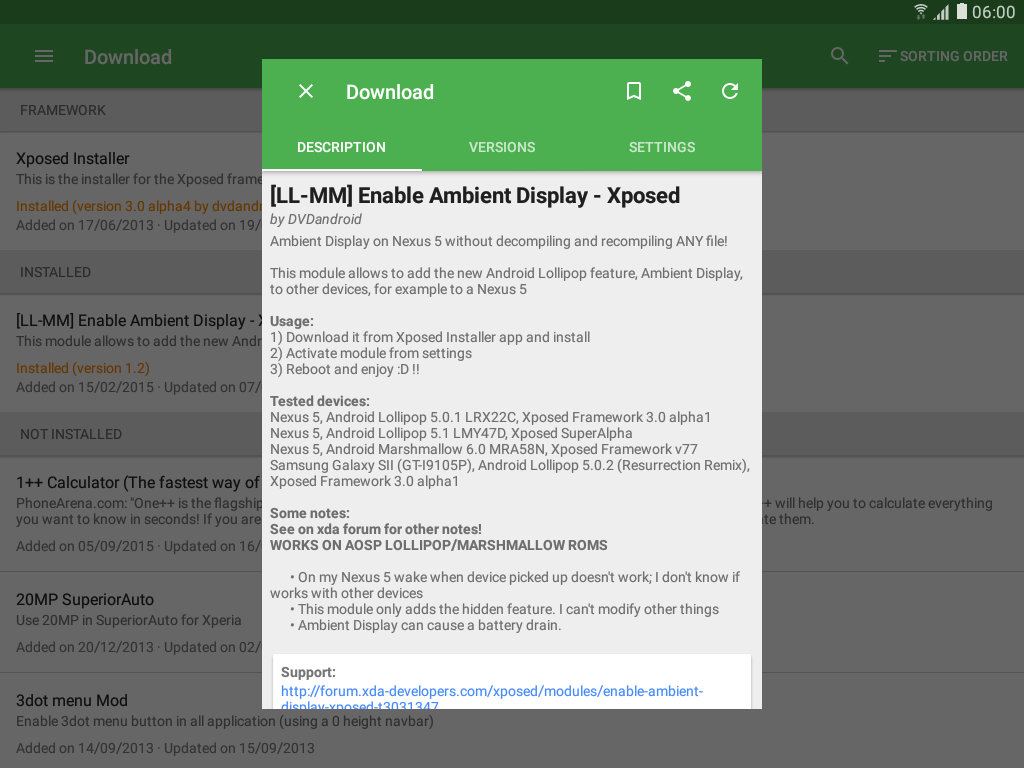 06:00
Download
SORTING ORDER
FRAMEWORK
Xposed Installer
This is the installer for the Xposed frame
Installed (version 3.0 alpha4 by dvdandr
Added on 17/06/2013 · Updated on 19/
INSTALLED
[LL-MM] Enable Ambient Display - X
This module allows to add the new Andr
Installed (version 1.2)
Added on 15/02/2015 · Updated on 07/
NOT INSTALLED
1++ Calculator (The fastest way of
PhoneArena.com: "One++ is the flagship
++ will help you to calculate everything
you want to know in seconds! If you are
te them.
Added on 05/09/2015 · Updated on 16/
20MP SuperiorAuto
Use 20MP in SuperiorAuto for Xperia
Added on 20/12/2013 · Updated on 02/
3dot menu Mod
Enable 3dot menu button in all application (using a 0 height navbar)
Added on 14/09/2013 · Updated on 15/09/2013
Download
DESCRIPTION
VERSIONS
SETTINGS
[LL-MM] Enable Ambient Display - Xposed
by DVDandroid
Ambient Display on Nexus 5 without decompiling and recompiling ANY file!
This module allows to add the new Android Lollipop feature, Ambient Display,
to other devices, for example to a Nexus 5
Usage:
1) Download it from Xposed Installer app and install
2) Activate module from settings
3) Reboot and enjoy :D !!
Tested devices:
Nexus 5, Android Lollipop 5.0.1 LRX22C, Xposed Framework 3.0 alpha1
Nexus 5, Android Lollipop 5.1 LMY47D, Xposed SuperAlpha
Nexus 5, Android Marshmallow 6.0 MRA58N, Xposed Framework v77
Samsung Galaxy SII (GT-I9105P), Android Lollipop 5.0.2 (Resurrection Remix),
Xposed Framework 3.0 alpha1
Some notes:
See on xda forum for other notes!
WORKS ON AOSP LOLLIPOP/MARSHMALLOW ROMS
• On my Nexus 5 wake when device picked up doesn't work; I don't know if
works with other devices
• This module only adds the hidden feature. I can't modify other things
• Ambient Display can cause a battery drain.
Support:
http://forum.xda-developers.com/xposed/modules/enable-ambient-
display-xposed-t3031347